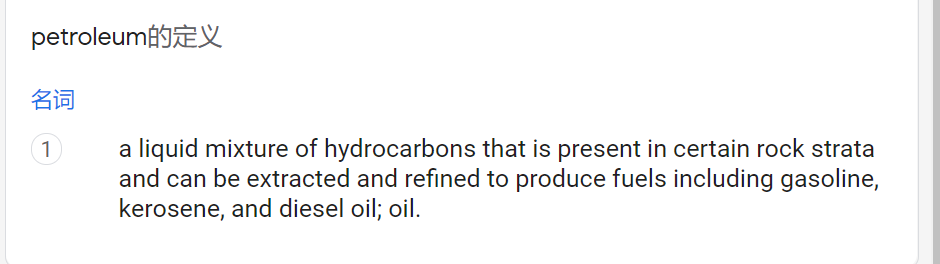 petroleum的定义
名词
1
a liquid mixture of hydrocarbons that is present in certain rock strata
and can be extracted and refined to produce fuels including gasoline,
kerosene, and diesel oil; oil.